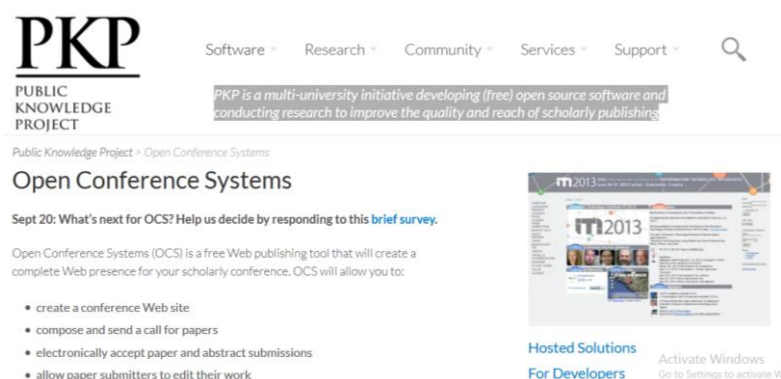 PKP
PUBLIC
KNOWLEDGE
PROJECT
Software Research Community Services Support
PKP is a multi-university initiative developing (free) open source software and
conducting research to improve the quality and reach of scholarly publishing
Public Knowledge Project > Open Conference Systems
Open Conference Systems
Sept 20: What's next for OCS? Help us decide by responding to this brief survey.
Open Conference Systems (OCS) is a free Web publishing tool that will create a
complete Web presence for your scholarly conference. OCS will allow you to:
• create a conference Web site
• compose and send a call for papers
• electronically accept paper and abstract submissions
• allow paper submitters to edit their work
m2013
m2013
Hosted Solutions
For Developers
Activate Windows
Go to Settings to activate W